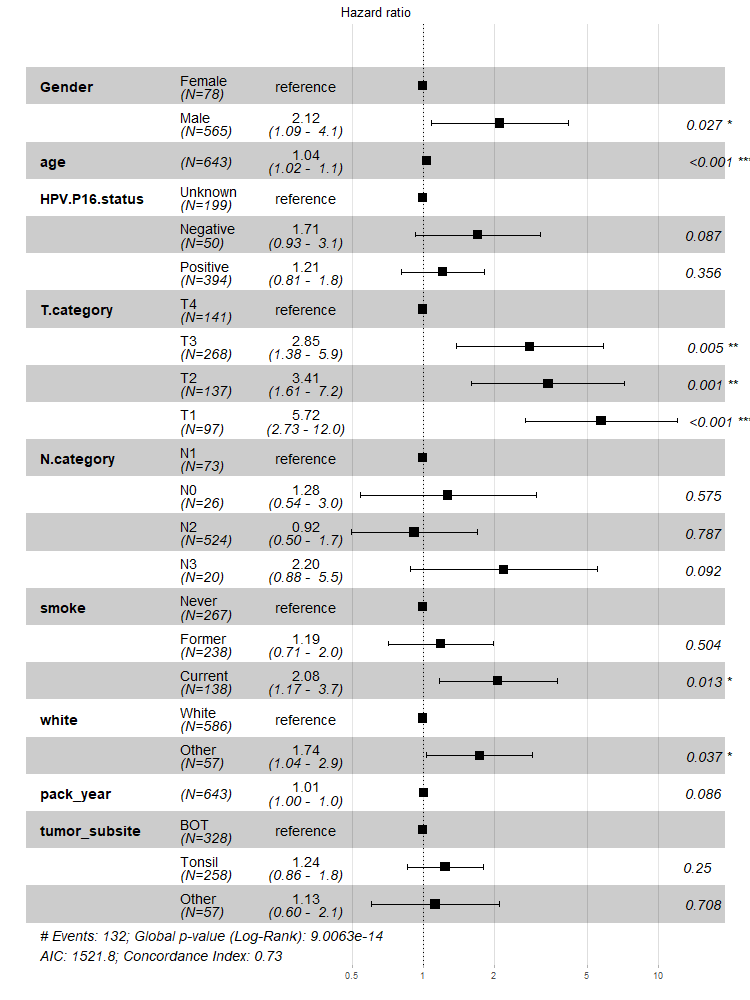 Hazard ratio
Gender Female reference
(N=78)
Male 2.12 0.027 *
(N=565) (1.09 - 4.1)
age (N=643) 1.04 <0.001 ***
(1.02 - 1.1)
HPV.P16.status Unknown reference
(N=199)
Negative 1.71 0.087
(N=50) (0.93 - 3.1)
Positive 1.21 0.356
(N=394) (0.81 - 1.8)
T.category T4 reference
(N=141)
T3 2.85 0.005 **
(N=268) (1.38 - 5.9)
T2 3.41 0.001 **
(N=137) (1.61 - 7.2)
T1 5.72 <0.001 ***
(N=97) (2.73 - 12.0)
N.category N1 reference
(N=73)
N0 1.28 0.575
(N=26) (0.54 - 3.0)
N2 0.92 0.787
(N=524) (0.50 - 1.7)
N3 2.20 0.092
(N=20) (0.88 - 5.5)
smoke Never reference
(N=267)
Former 1.19 0.504
(N=238) (0.71 - 2.0)
Current 2.08 0.013 *
(N=138) (1.17 - 3.7)
white White reference
(N=586)
Other 1.74 0.037 *
(N=57) (1.04 - 2.9)
pack_year (N=643) 1.01 0.086
(1.00 - 1.0)
tumor_subsite BOT reference
(N=328)
Tonsil 1.24 0.25
(N=258) (0.86 - 1.8)
Other 1.13 0.708
(N=57) (0.60 - 2.1)
# Events: 132; Global p-value (Log-Rank): 9.0063e-14
AIC: 1521.8; Concordance Index: 0.73
0.5 1 2 5 10